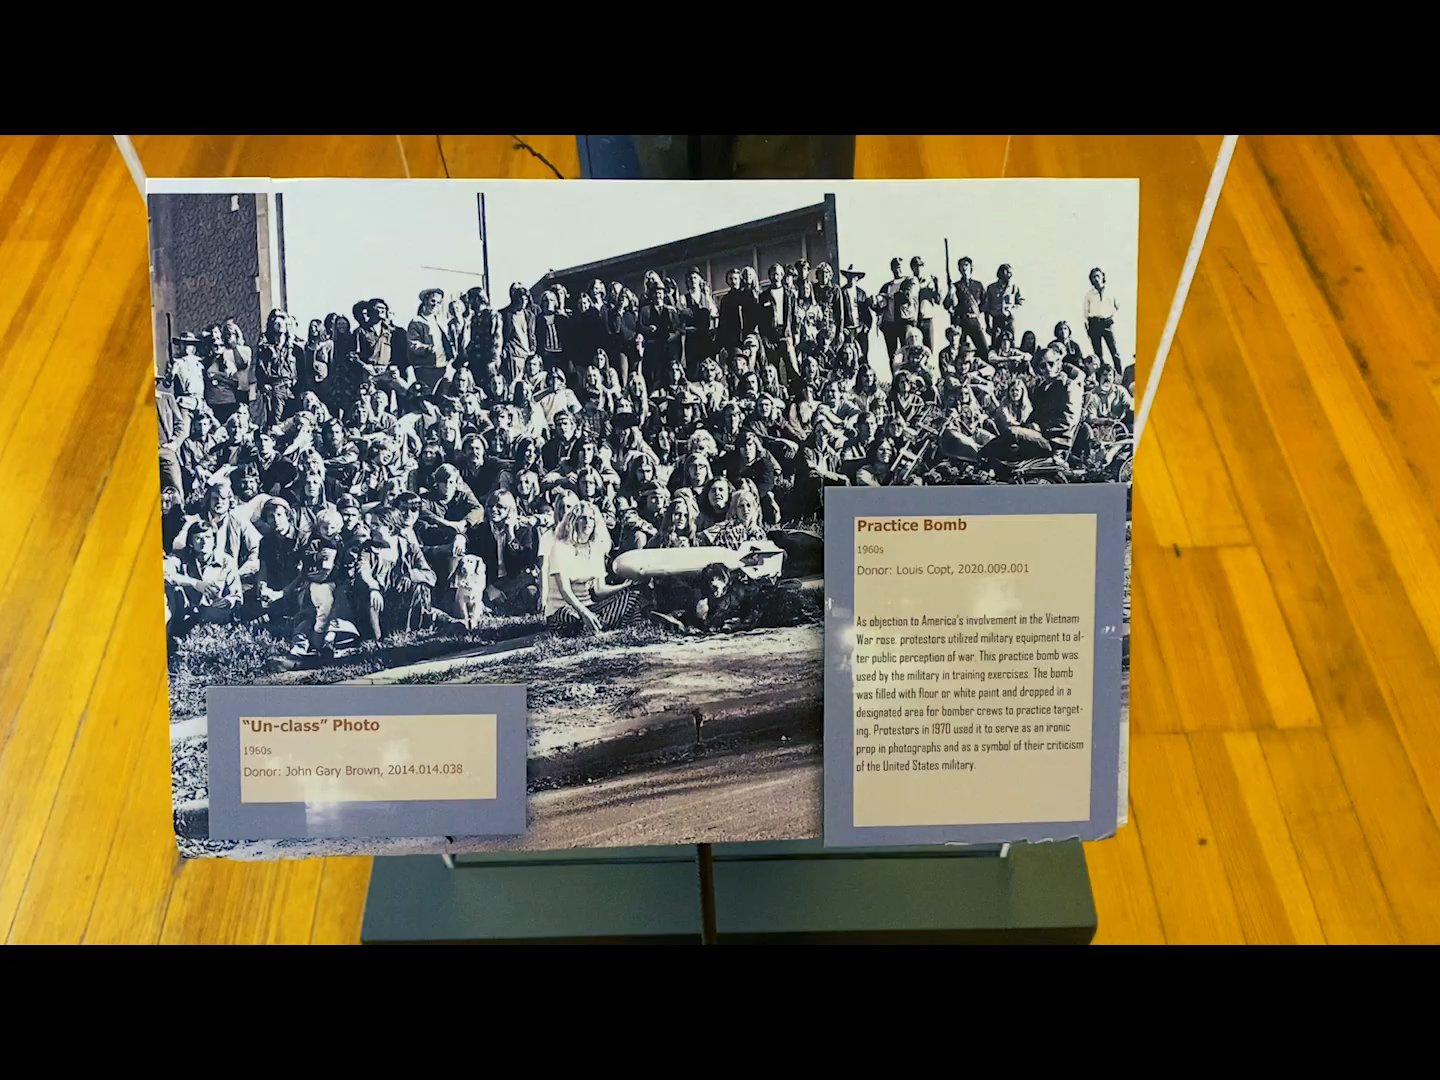 "Un-class" Photo
1960s
Donor: John Gary Brown, 2014.014.038
Practice Bomb
1960s
Donor: Louis Copt, 2020.009.001
As objection to America's involvement in the Vietnam
War rose, protestors utilized military equipment to al-
ter public perception of war. This practice bomb was
used by the military in training exercises. The bomb
was filled with flour or white paint and dropped in a
designated area for bomber crews to practice target-
ing. Protestors in 1970 used it to serve as an ironic
prop in photographs and as a symbol of their criticism
of the United States military.